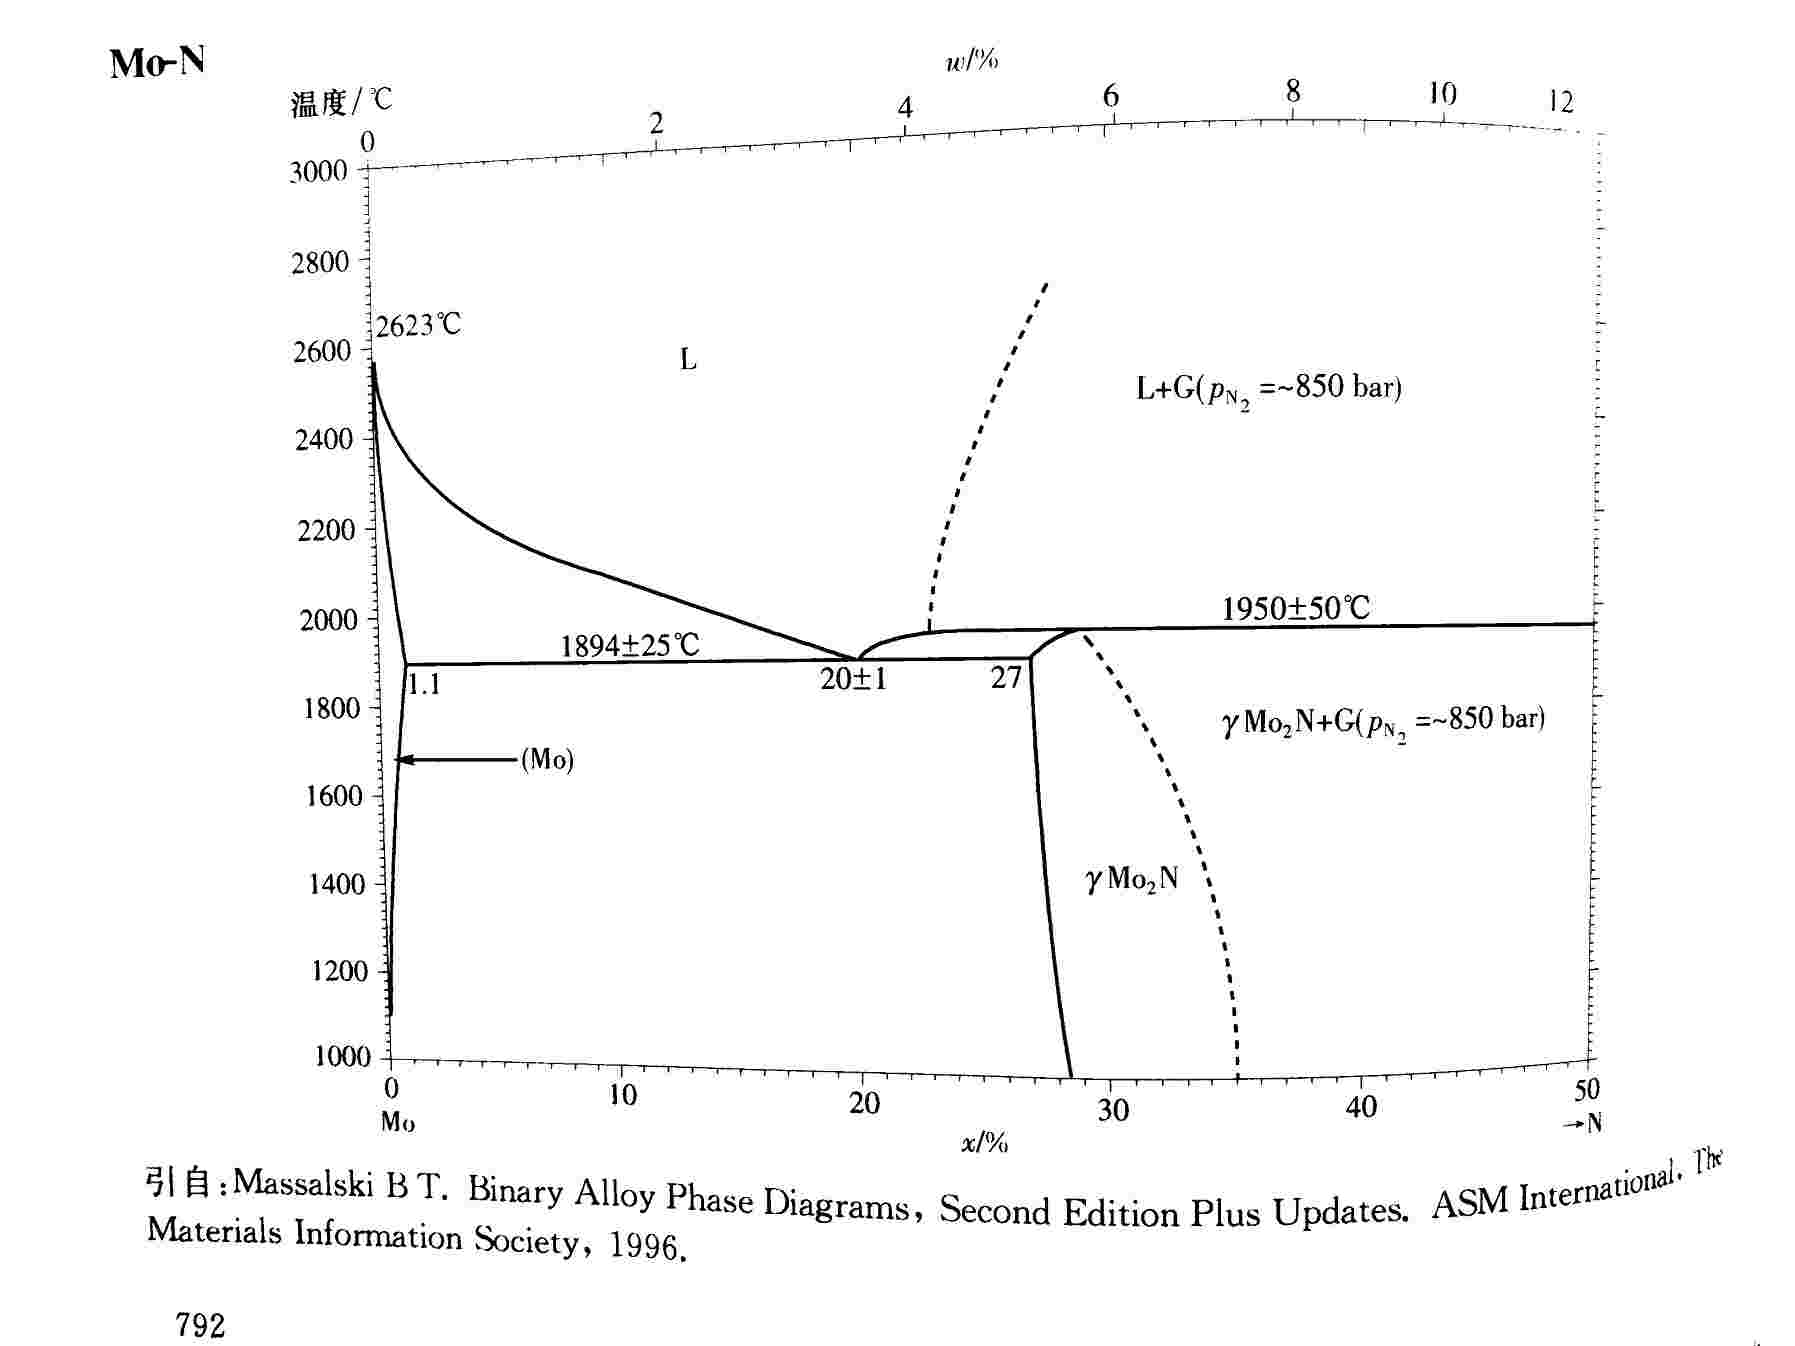 Mo-N
w/%
温度/℃
0 2 4 6 8 10 12
3000
2800
2623℃
2600
L
L+G(pN₂=~850 bar)
2400
2200
2000
1950±50℃
1894±25℃
1.1
20±1
27
1800
γMo₂N+G(pN₂=~850 bar)
(Mo)
1600
1400
γMo₂N
1200
1000
0 10 20 30 40 50
Mo
→N
x/%
引自:Massalski B T. Binary Alloy Phase Diagrams, Second Edition Plus Updates. ASM International. The
Materials Information Society, 1996.
792